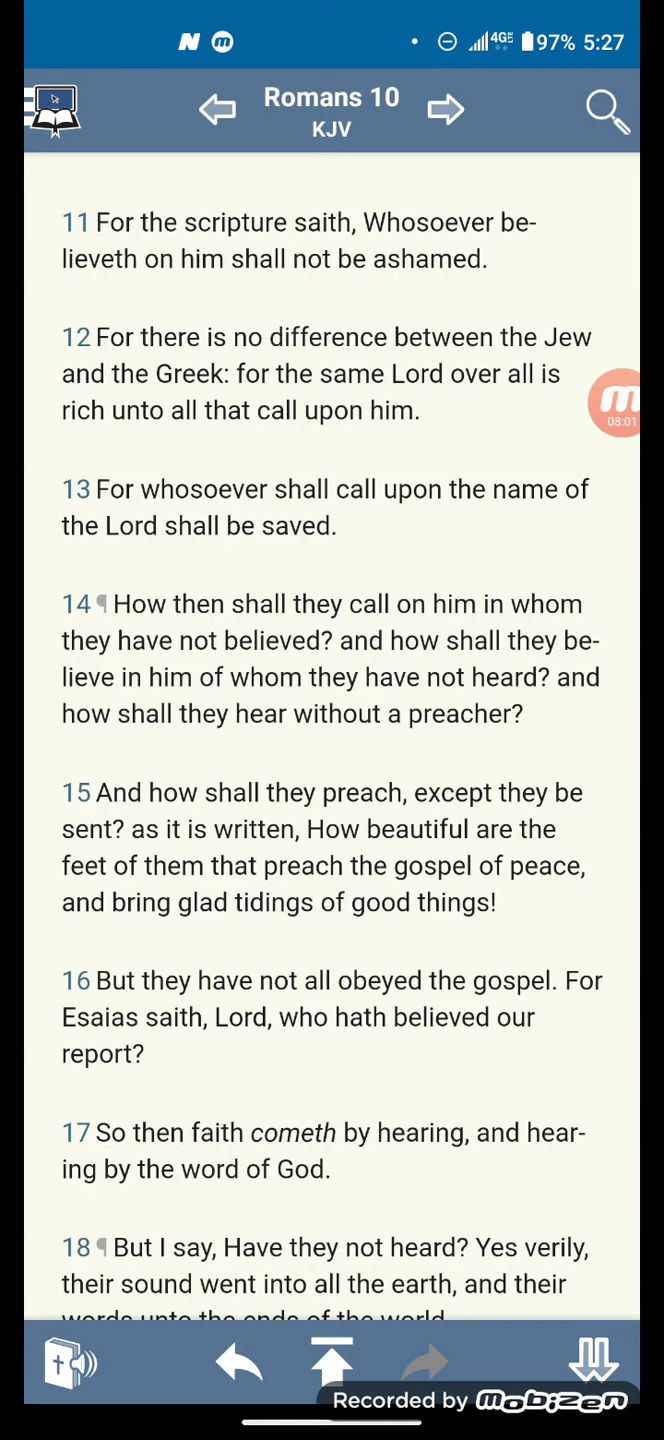 97% 5:27
Romans 10
KJV
11 For the scripture saith, Whosoever be-
lieveth on him shall not be ashamed.
12 For there is no difference between the Jew
and the Greek: for the same Lord over all is
rich unto all that call upon him.
08:01
13 For whosoever shall call upon the name of
the Lord shall be saved.
14 ¶ How then shall they call on him in whom
they have not believed? and how shall they be-
lieve in him of whom they have not heard? and
how shall they hear without a preacher?
15 And how shall they preach, except they be
sent? as it is written, How beautiful are the
feet of them that preach the gospel of peace,
and bring glad tidings of good things!
16 But they have not all obeyed the gospel. For
Esaias saith, Lord, who hath believed our
report?
17 So then faith cometh by hearing, and hear-
ing by the word of God.
18 ¶ But I say, Have they not heard? Yes verily,
their sound went into all the earth, and their
words unto the ends of the world.
Recorded by mobizen